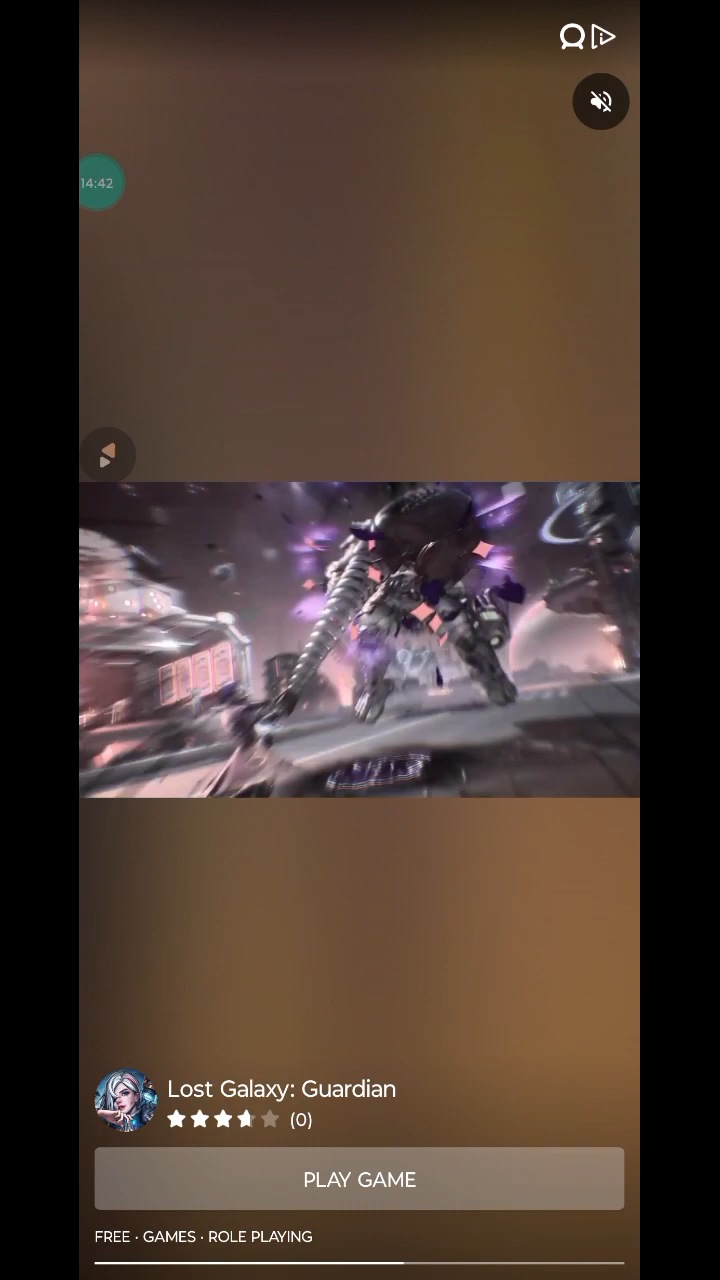 14:42
Lost Galaxy: Guardian
(0)
PLAY GAME
FREE · GAMES · ROLE PLAYING